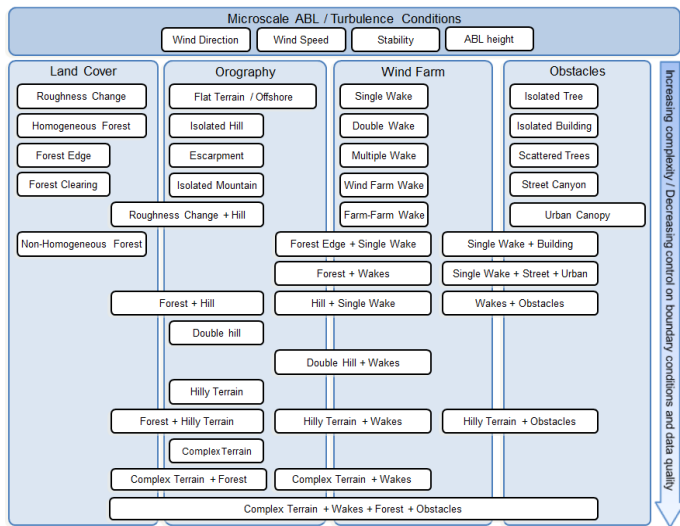 Microscale ABL / Turbulence Conditions
Wind Direction
Wind Speed
Stability
ABL height
Land Cover
Orography
Wind Farm
Obstacles
Roughness Change
Flat Terrain / Offshore
Single Wake
Isolated Tree
Homogeneous Forest
Isolated Hill
Double Wake
Isolated Building
Forest Edge
Escarpment
Multiple Wake
Scattered Trees
Forest Clearing
Isolated Mountain
Wind Farm Wake
Street Canyon
Roughness Change + Hill
Farm-Farm Wake
Urban Canopy
Non-Homogeneous Forest
Forest Edge + Single Wake
Single Wake + Building
Forest + Wakes
Single Wake + Street + Urban
Forest + Hill
Hill + Single Wake
Wakes + Obstacles
Double hill
Double Hill + Wakes
Hilly Terrain
Forest + Hilly Terrain
Hilly Terrain + Wakes
Hilly Terrain + Obstacles
Complex Terrain
Complex Terrain + Forest
Complex Terrain + Wakes
Complex Terrain + Wakes + Forest + Obstacles
Increasing complexity / Decreasing control on boundary conditions and data quality